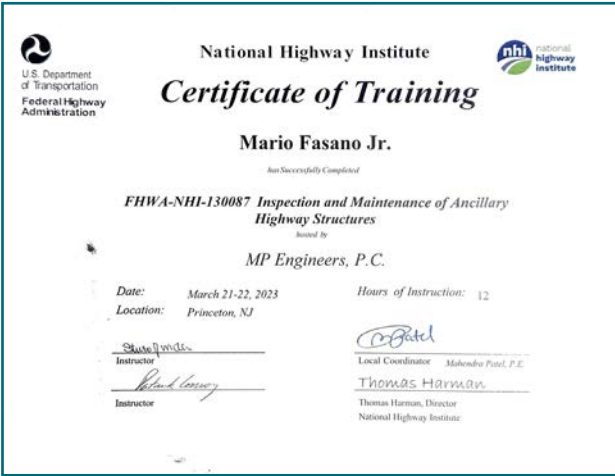 U.S. Department
of Transportation
Federal Highway
Administration
National Highway Institute
nhi national
highway
institute
Certificate of Training
Mario Fasano Jr.
has Successfully Completed
FHWA-NHI-130087 Inspection and Maintenance of Ancillary
Highway Structures
hosted by
MP Engineers, P.C.
Date: March 21-22, 2023
Hours of Instruction: 12
Location: Princeton, NJ
Instructor
Patel
Local Coordinator Mahendra Patel, P.E.
Instructor
Thomas Harman
Thomas Harman, Director
National Highway Institute